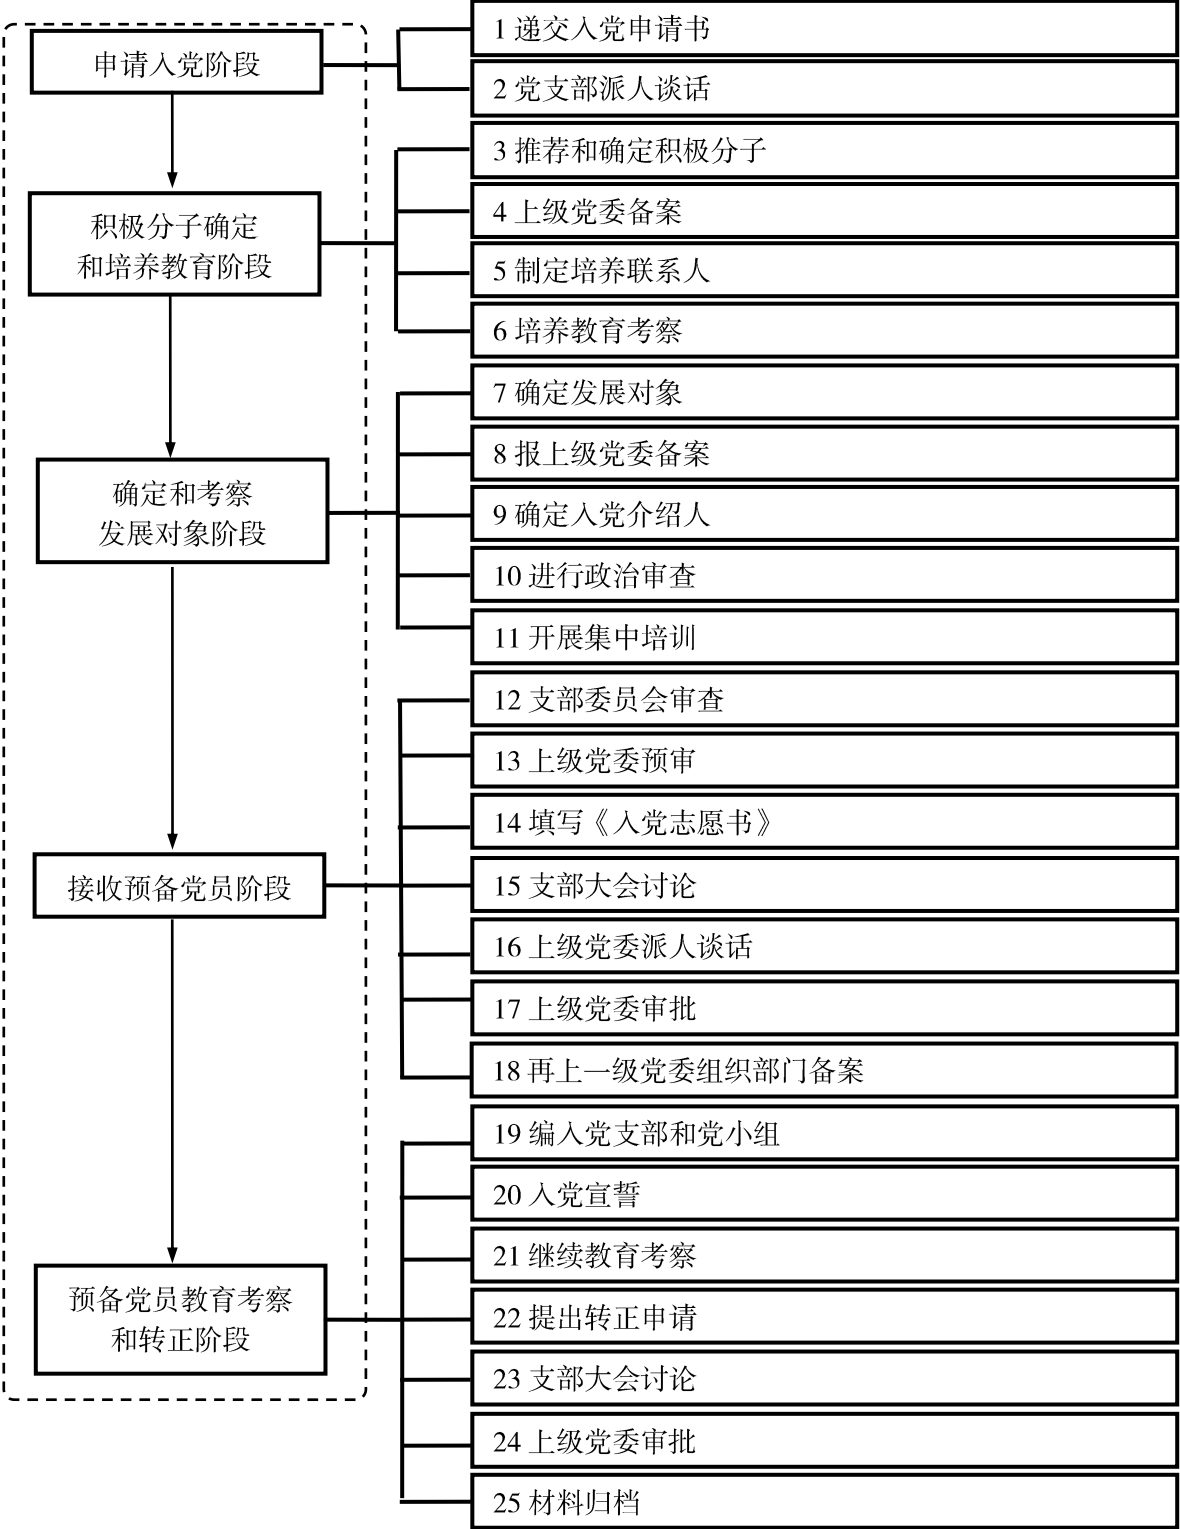 申请入党阶段
1 递交入党申请书
2 党支部派人谈话
积极分子确定
和培养教育阶段
3 推荐和确定积极分子
4 上级党委备案
5 制定培养联系人
6 培养教育考察
确定和考察
发展对象阶段
7 确定发展对象
8 报上级党委备案
9 确定入党介绍人
10 进行政治审查
11 开展集中培训
接收预备党员阶段
12 支部委员会审查
13 上级党委预审
14 填写《入党志愿书》
15 支部大会讨论
16 上级党委派人谈话
17 上级党委审批
18 再上一级党委组织部门备案
预备党员教育考察
和转正阶段
19 编入党支部和党小组
20 入党宣誓
21 继续教育考察
22 提出转正申请
23 支部大会讨论
24 上级党委审批
25 材料归档